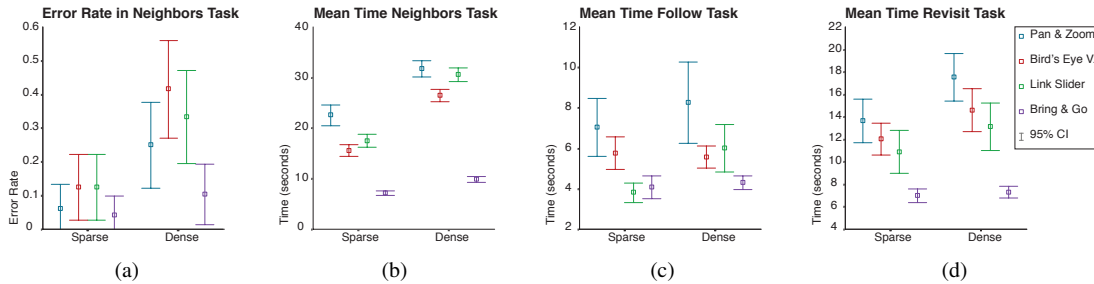 Error Rate in Neighbors Task
0.6
0.5
0.4
0.3
0.2
0.1
0
Error Rate
Sparse
Dense
(a)
Mean Time Neighbors Task
40
30
20
10
0
Time (seconds)
Sparse
Dense
(b)
Mean Time Follow Task
12
10
8
6
4
2
Time (seconds)
Sparse
Dense
(c)
Mean Time Revisit Task
22
20
18
16
14
12
10
8
6
4
Time (seconds)
Sparse
Dense
(d)
Pan & Zoom
Bird's Eye V.
Link Slider
Bring & Go
95% CI